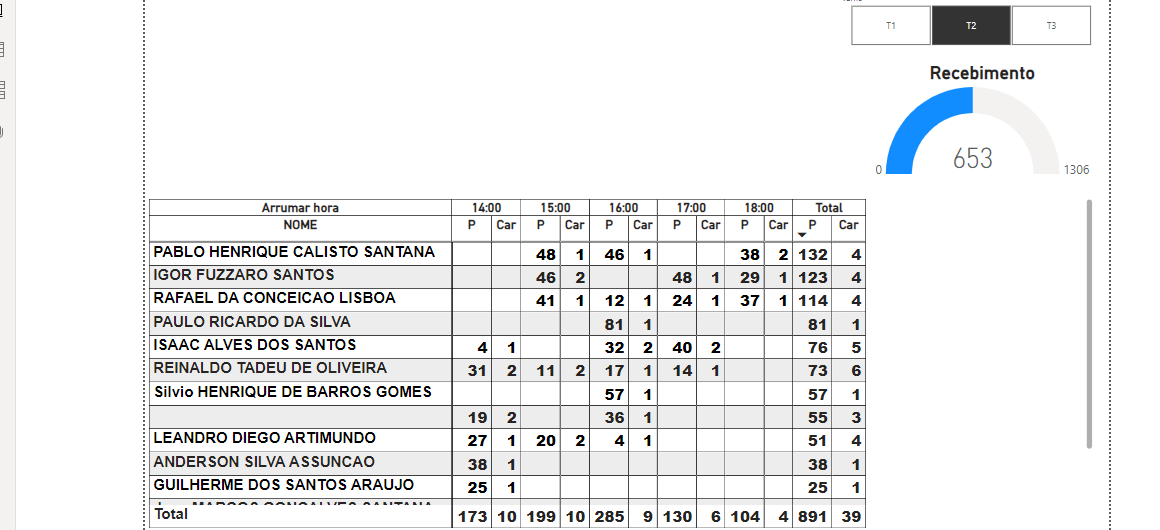 T1 T2 T3
Recebimento
653
0 1306
Arrumar hora 14:00 15:00 16:00 17:00 18:00 Total
NOME P Car P Car P Car P Car P Car P Car
PABLO HENRIQUE CALISTO SANTANA 48 1 46 1 38 2 132 4
IGOR FUZZARO SANTOS 46 2 48 1 29 1 123 4
RAFAEL DA CONCEICAO LISBOA 41 1 12 1 24 1 37 1 114 4
PAULO RICARDO DA SILVA 81 1 81 1
ISAAC ALVES DOS SANTOS 4 1 32 2 40 2 76 5
REINALDO TADEU DE OLIVEIRA 31 2 11 2 17 1 14 1 73 6
Silvio HENRIQUE DE BARROS GOMES 57 1 57 1
19 2 36 1 55 3
LEANDRO DIEGO ARTIMUNDO 27 1 20 2 4 1 51 4
ANDERSON SILVA ASSUNCAO 38 1 38 1
GUILHERME DOS SANTOS ARAUJO 25 1 25 1
MARCOS GONCALVES SANTANA
Total 173 10 199 10 285 9 130 6 104 4 891 39